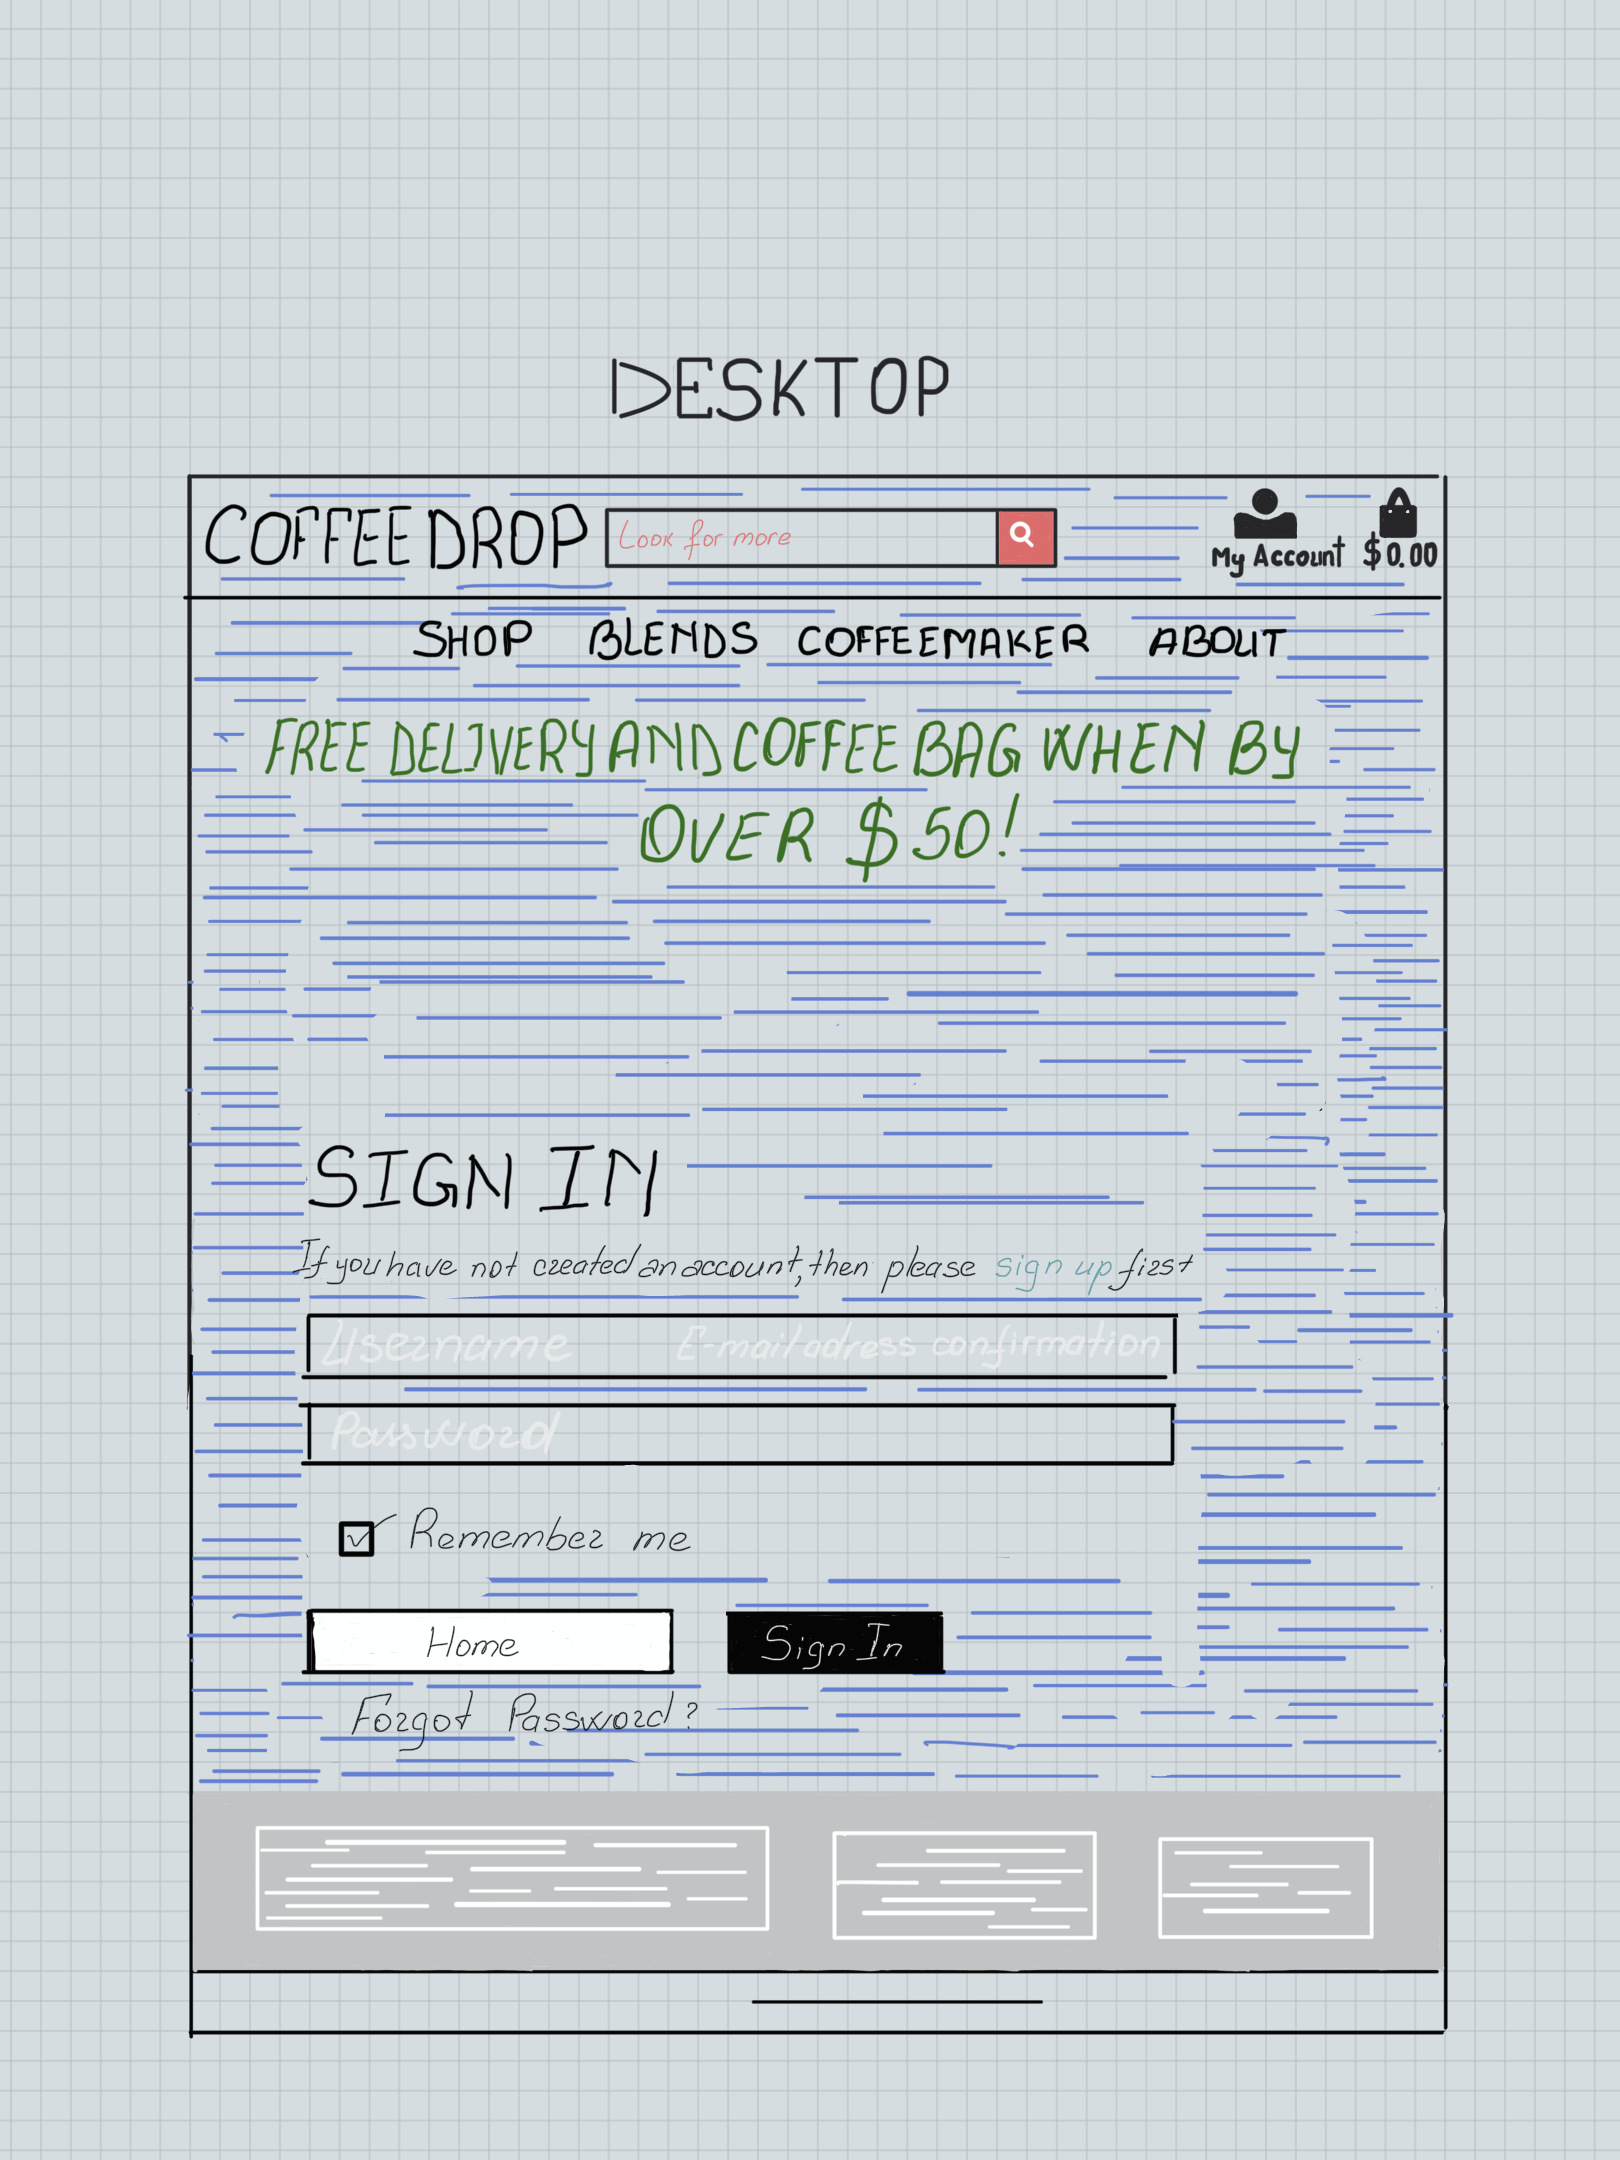 DESKTOP
COFFEEDROP Look for more My Account $0.00
SHOP BLENDS COFFEEMAKER ABOUT
FREE DELIVERY AND COFFEE BAG WHEN BY
OVER $50!
SIGN IN
If you have not created an account, then please sign up first
Username E-mail adress confirmation
Password
Remember me
Home Sign In
Forgot Password?